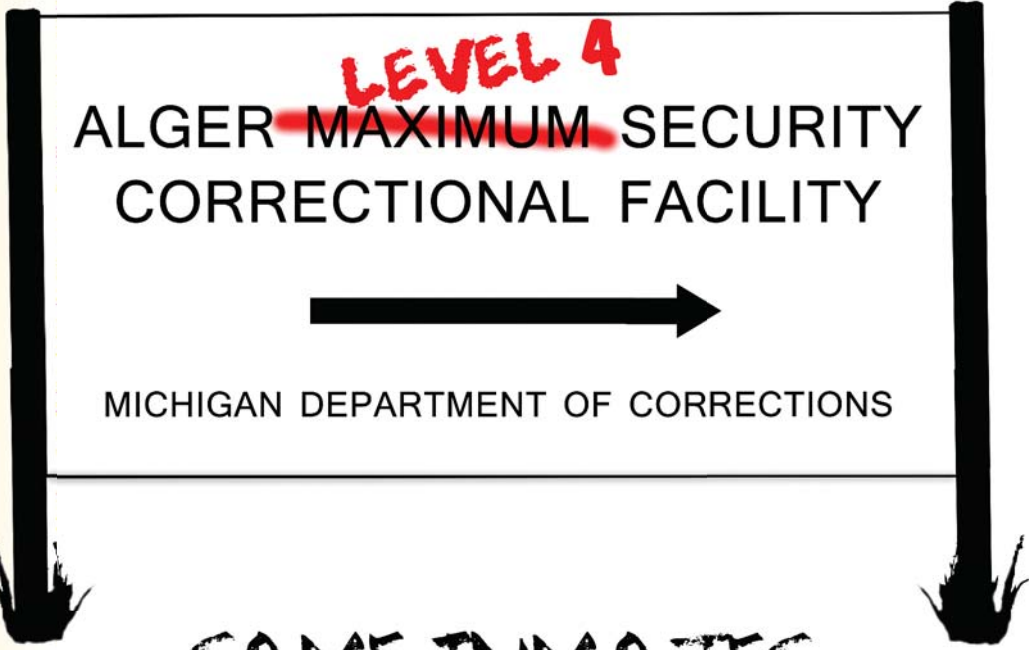 LEVEL 4
ALGER MAXIMUM SECURITY
CORRECTIONAL FACILITY
MICHIGAN DEPARTMENT OF CORRECTIONS